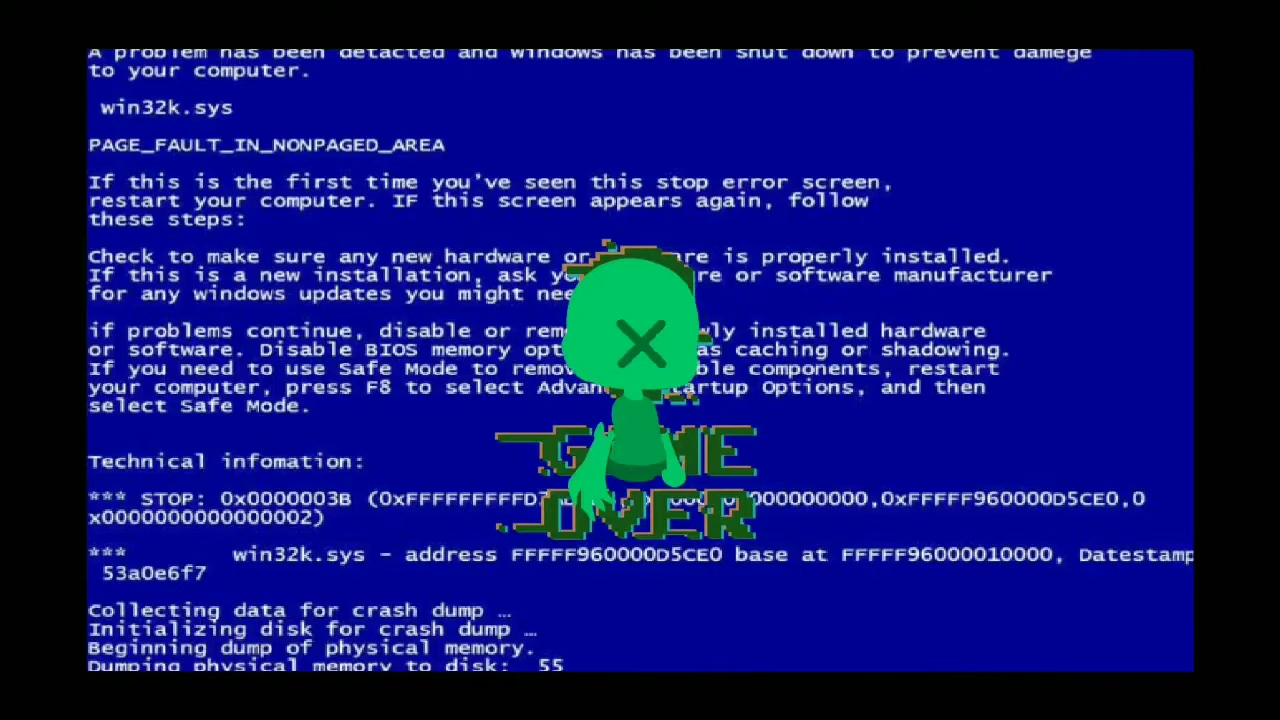 A problem has been detacted and Windows has been shut down to prevent damege
to your computer.
win32k.sys
PAGE_FAULT_IN_NONPAGED_AREA
If this is the first time you've seen this stop error screen,
restart your computer. IF this screen appears again, follow
these steps:
Check to make sure any new hardware or is properly installed.
If this is a new installation, ask or software manufacturer
for any windows updates you might
if problems continue, disable or installed hardware
or software. Disable BIOS memory as caching or shadowing.
If you need to use Safe Mode to components, restart
your computer, press F8 to select Options, and then
select Safe Mode.
GAME
OVER
Technical infomation:
*** STOP: 0x0000003B 0xFFFFF960000D5CE0,0
x0000000000000002)
*** win32k.sys - address FFFFF960000D5CE0 base at FFFFF96000010000, Datestamp
53a0e6f7
Collecting data for crash dump …
Initializing disk for crash dump …
Beginning dump of physical memory.
Dumping physical memory to disk: 55